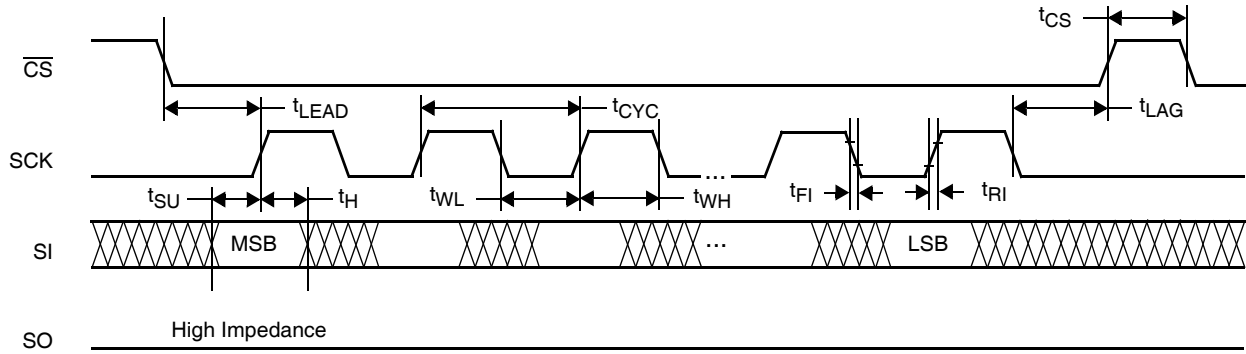 tCS
CS
tLEAD
tCYC
tLAG
SCK
...
tSU
tH
tWL
tWH
tFI
tRI
SI
MSB
...
LSB
High Impedance
SO